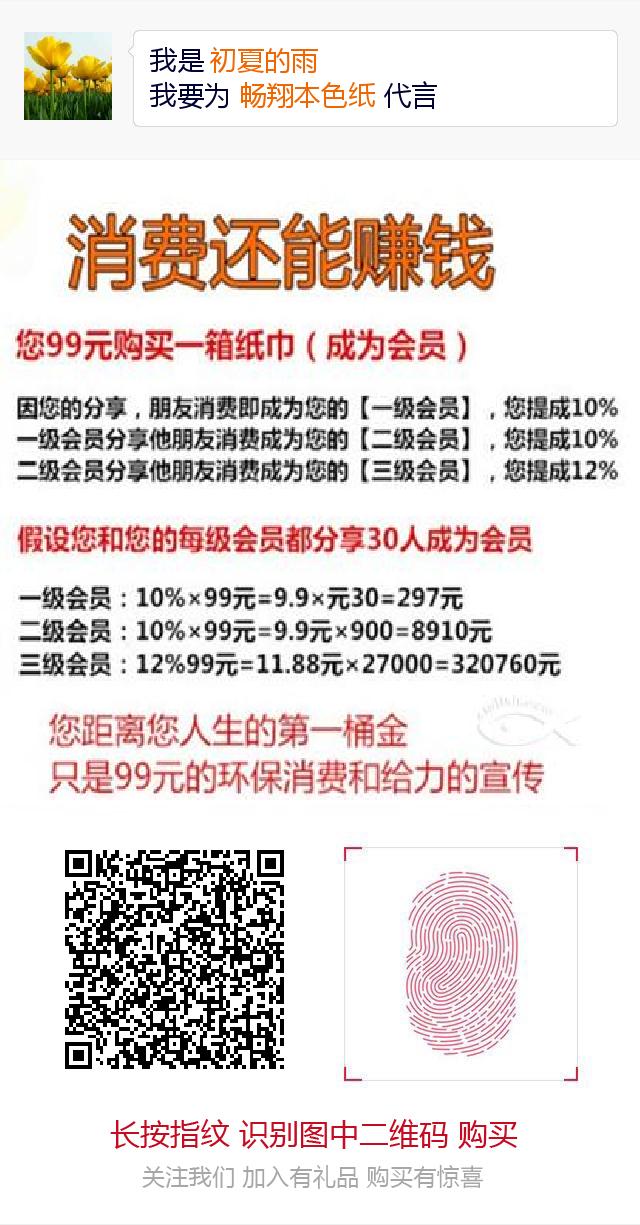 我是 初夏的雨
我要为 畅翔本色纸 代言
消费还能赚钱
您99元购买一箱纸巾（成为会员）
因您的分享，朋友消费即成为您的【一级会员】，您提成10%
一级会员分享他朋友消费成为您的【二级会员】，您提成10%
二级会员分享他朋友消费成为您的【三级会员】，您提成12%
假设您和您的每级会员都分享30人成为会员
一级会员：10%×99元=9.9×元30=297元
二级会员：10%×99元=9.9元×900=8910元
三级会员：12%99元=11.88元×27000=320760元
您距离您人生的第一桶金
只是99元的环保消费和给力的宣传
长按指纹 识别图中二维码 购买
关注我们 加入有礼品 购买有惊喜